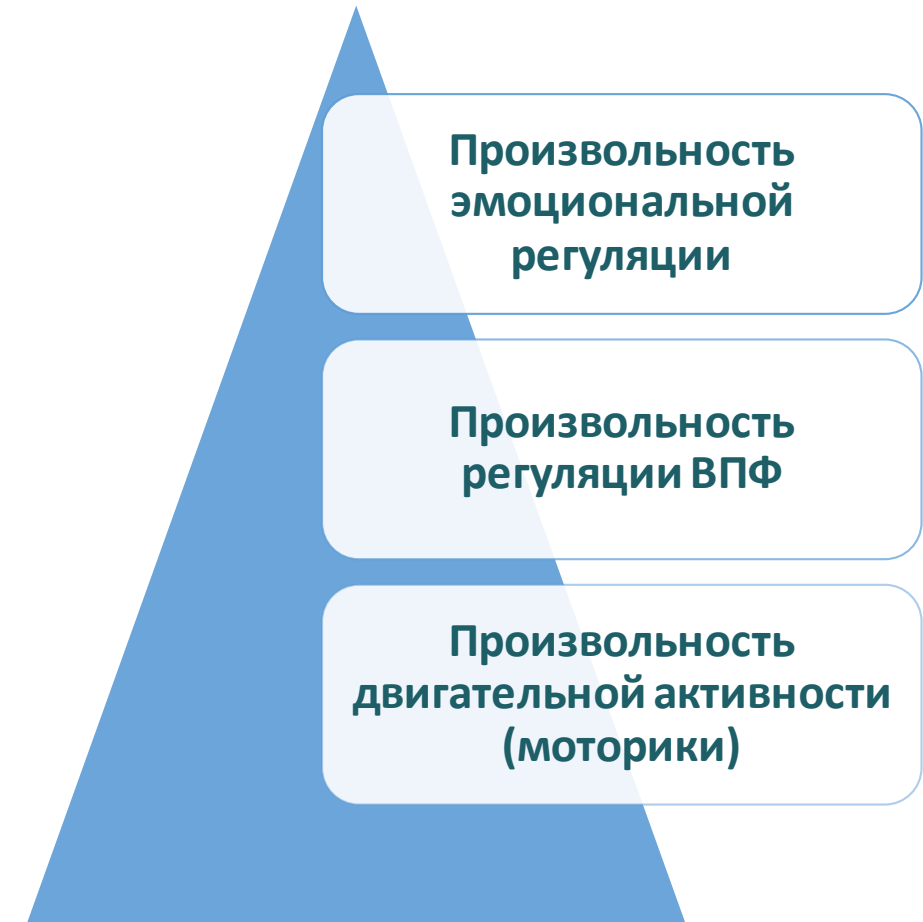 Произвольность
эмоциональной
регуляции
Произвольность
регуляции ВПФ
Произвольность
двигательной активности
(моторики)